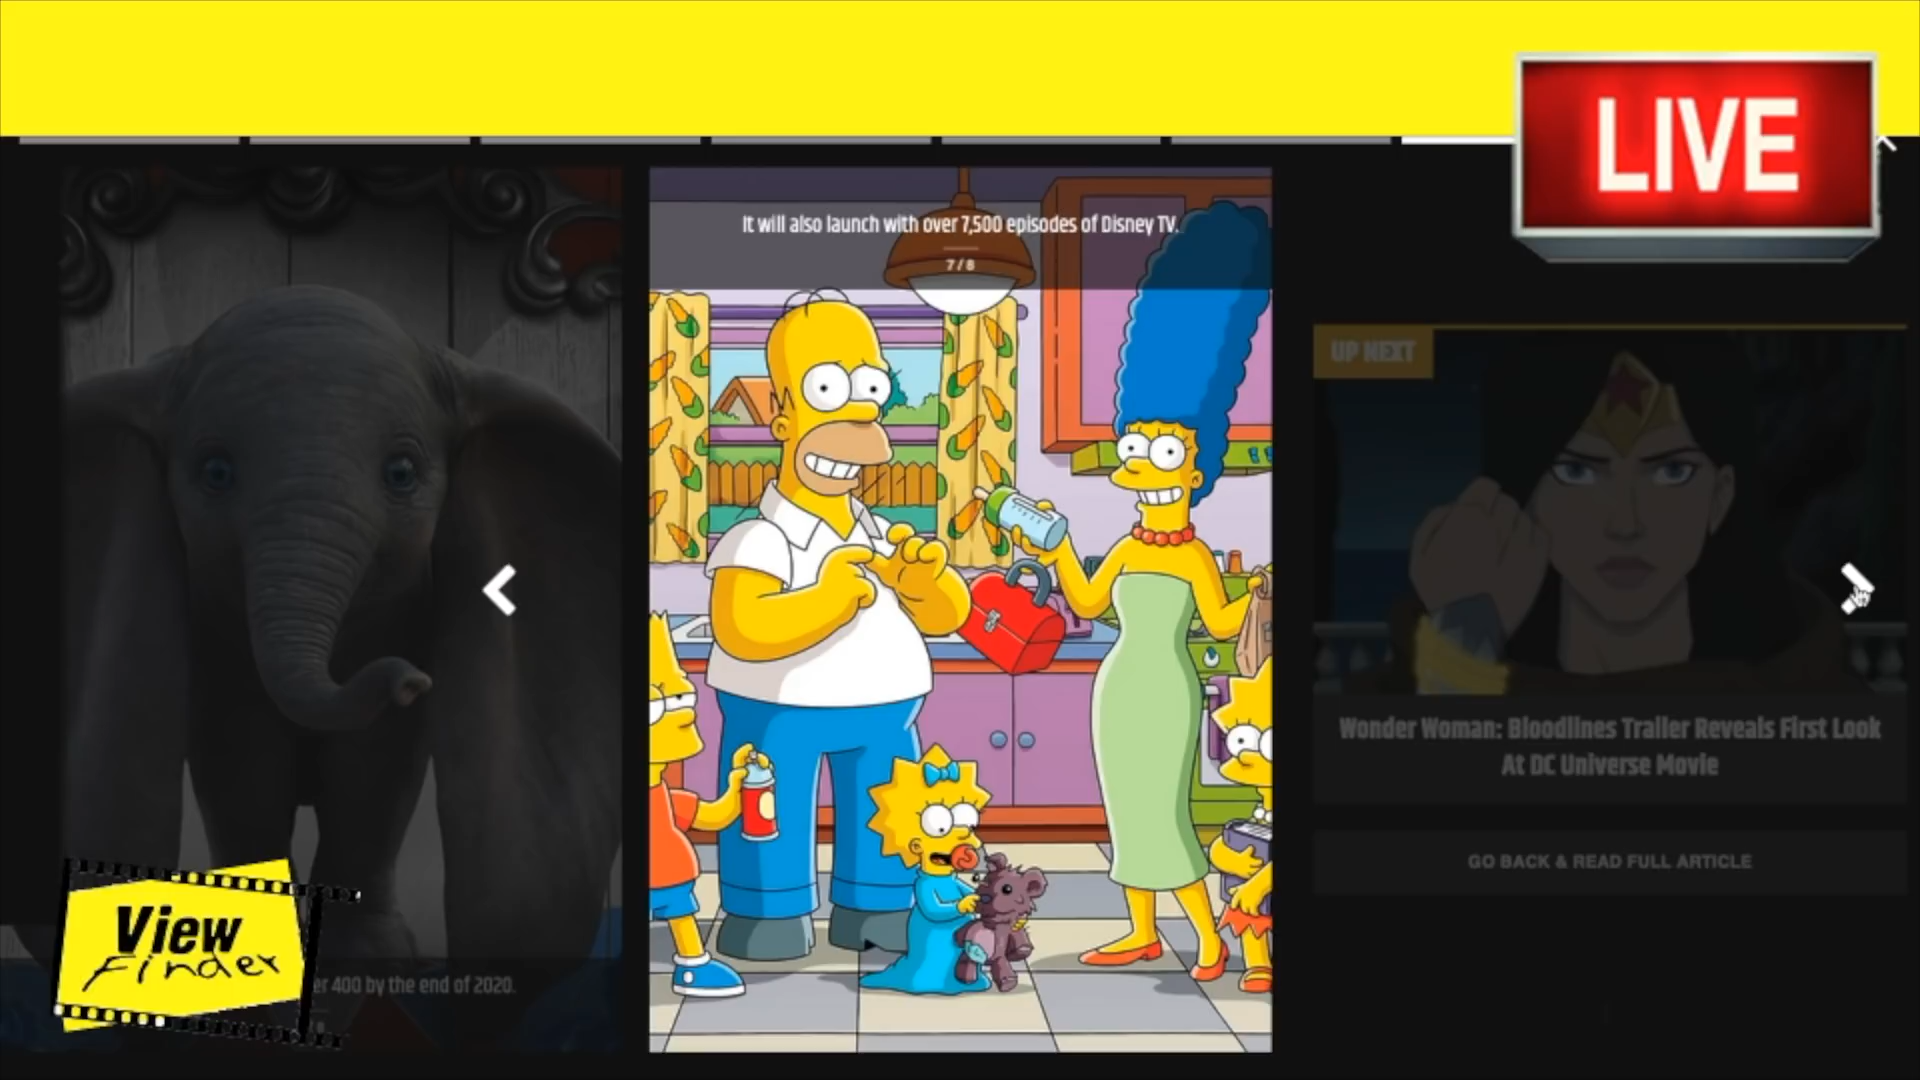 LIVE
It will also launch with over 7,500 episodes of Disney TV.
7/8
UP NEXT
Wonder Woman: Bloodlines Trailer Reveals First Look
At DC Universe Movie
GO BACK & READ FULL ARTICLE
View
Finder
400 by the end of 2020.